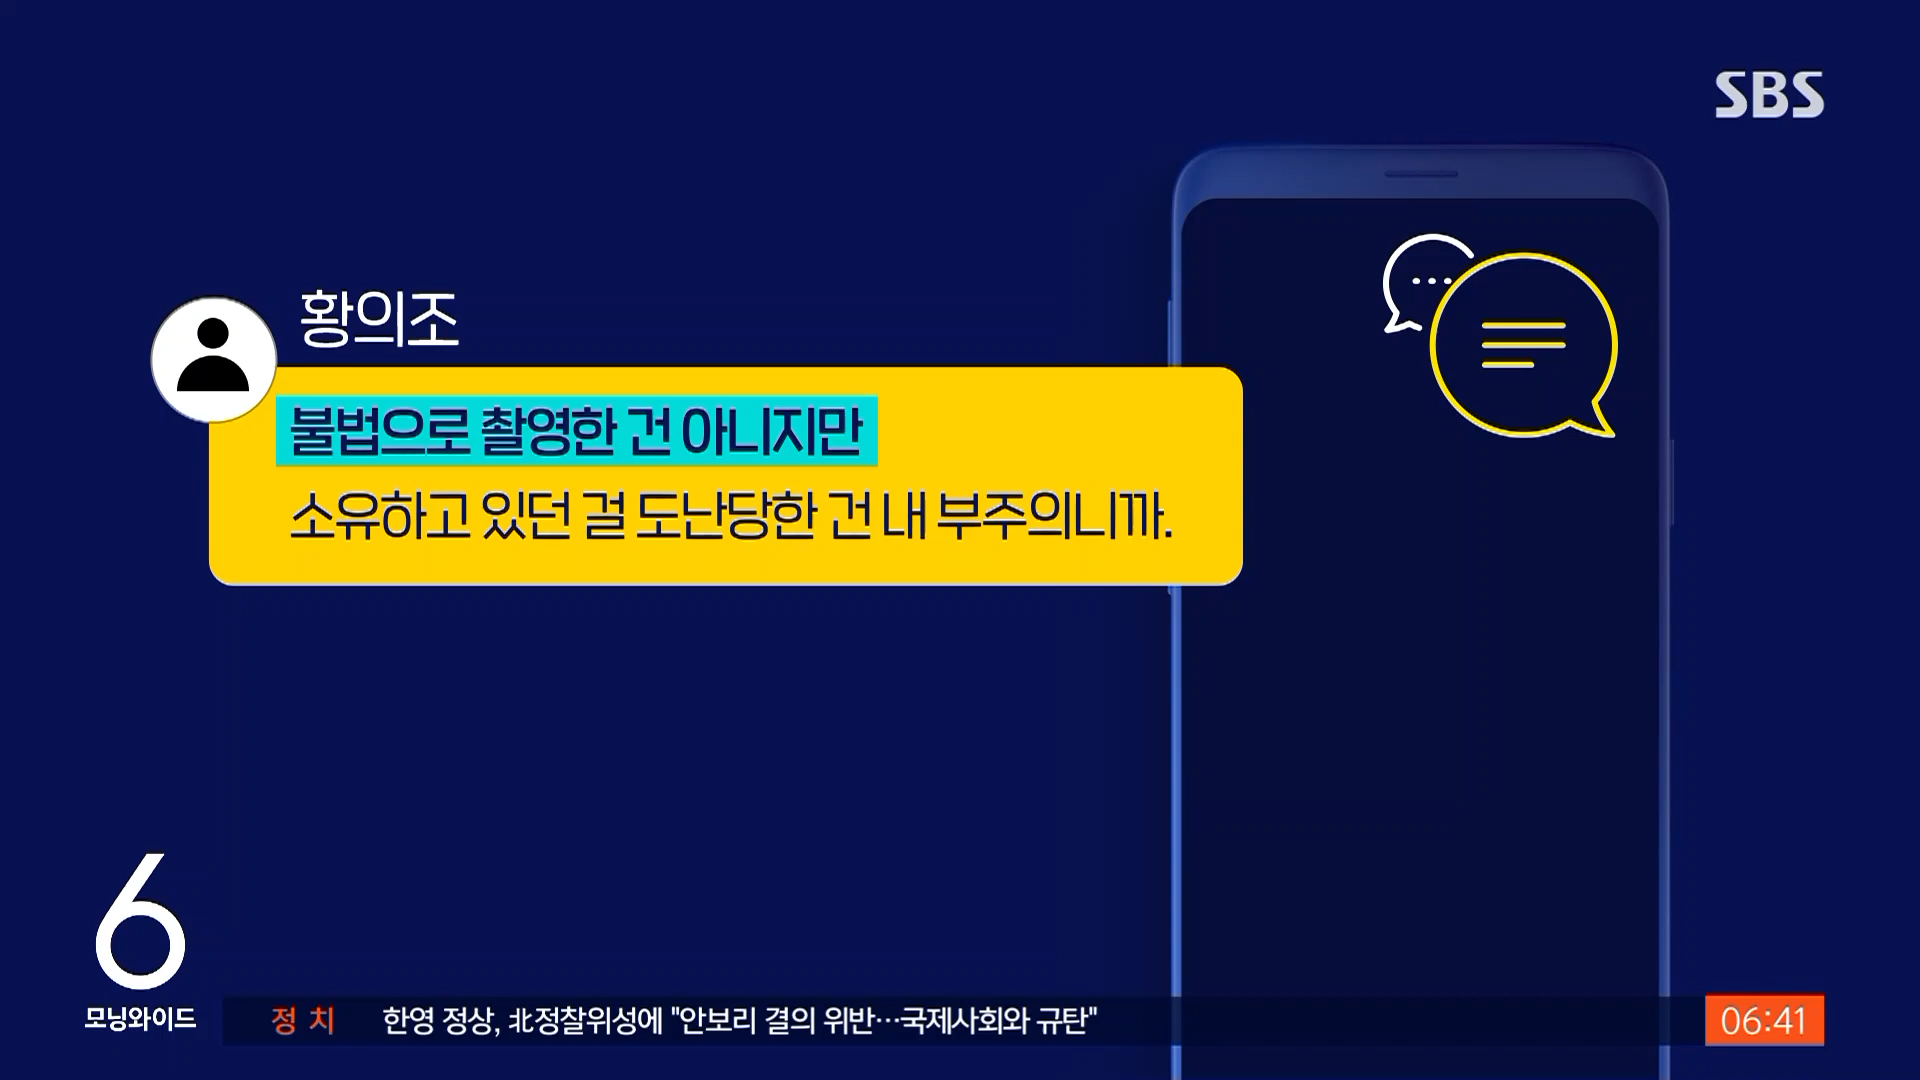 SBS
황의조
불법으로 촬영한 건 아니지만
소유하고 있던 걸 도난당한 건 내 부주의니까.
6
모닝와이드
정 치 한영 정상, 北정찰위성에 "안보리 결의 위반…국제사회와 규탄" 06:41